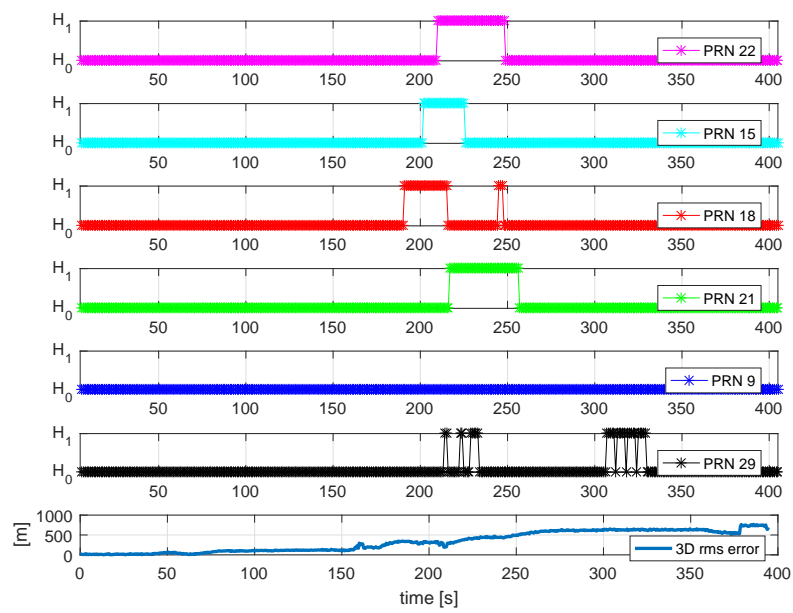 H1
H0
PRN 22
50 100 150 200 250 300 350 400
H1
H0
PRN 15
50 100 150 200 250 300 350 400
H1
H0
PRN 18
50 100 150 200 250 300 350 400
H1
H0
PRN 21
50 100 150 200 250 300 350 400
H1
H0
PRN 9
50 100 150 200 250 300 350 400
H1
H0
PRN 29
50 100 150 200 250 300 350 400
[m]
1000
500
0
3D rms error
0 50 100 150 200 250 300 350 400
time [s]